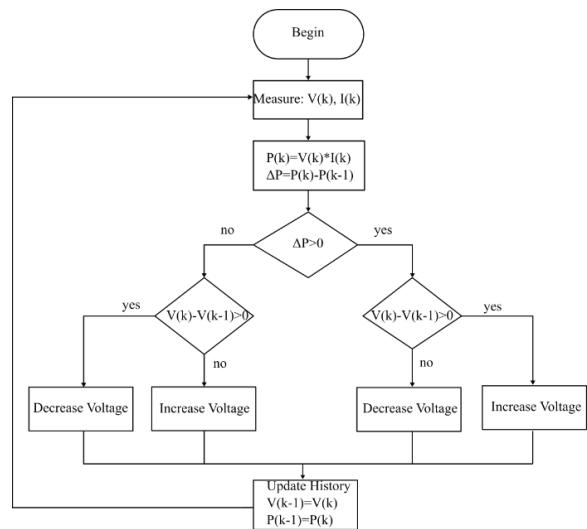 Begin
Measure: V(k), I(k)
P(k)=V(k)*I(k)
ΔP=P(k)-P(k-1)
no
ΔP>0
yes
yes
V(k)-V(k-1)>0
no
V(k)-V(k-1)>0
yes
no
Decrease Voltage
Increase Voltage
Decrease Voltage
Increase Voltage
Update History
V(k-1)=V(k)
P(k-1)=P(k)